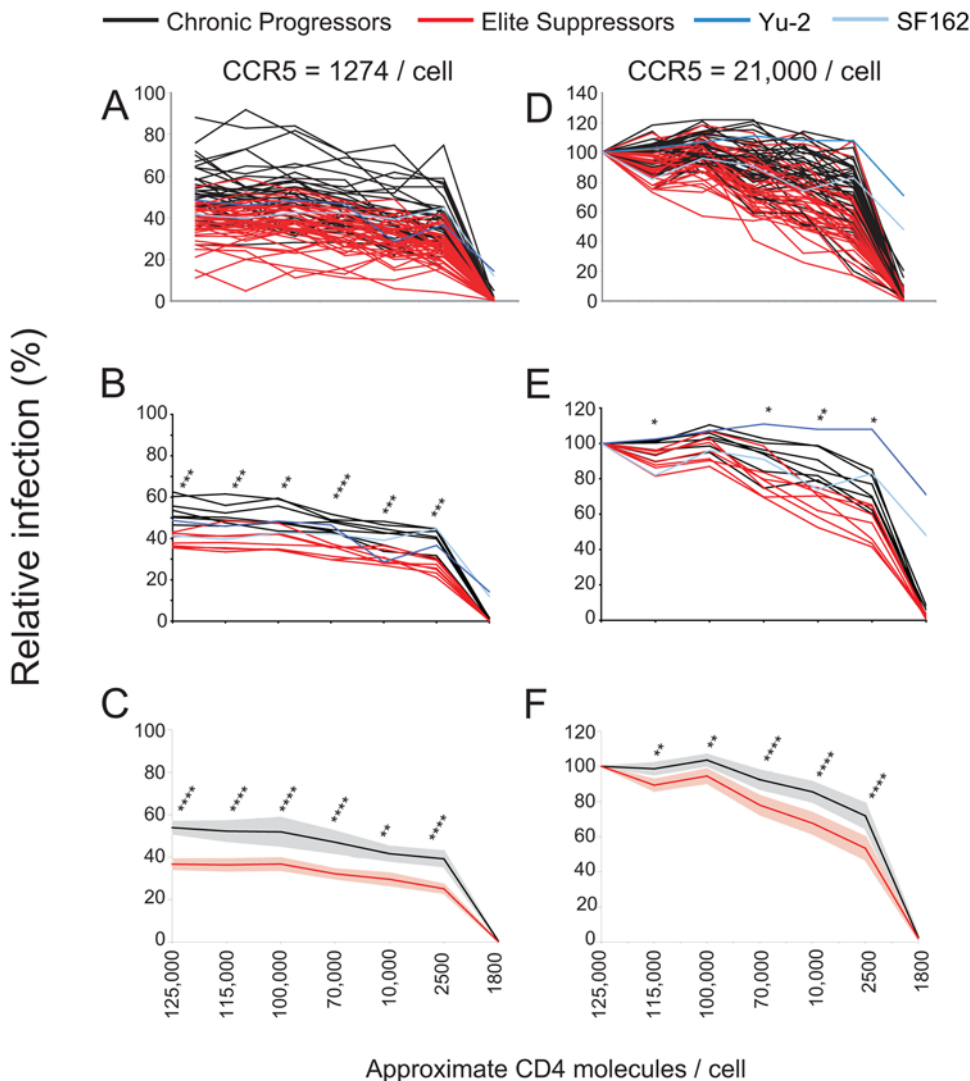 Chronic Progressors Elite Suppressors Yu-2 SF162
CCR5 = 1274 / cell CCR5 = 21,000 / cell
Relative infection (%)
A
100
80
60
40
20
0
D
140
120
100
80
60
40
20
0
B
100
80
60
40
20
0
*** *** ** **** *** ***
E
120
100
80
60
40
20
0
* * ** *
C
100
80
60
40
20
0
**** **** **** **** ** ****
125,000 115,000 100,000 70,000 10,000 2500 1800
F
120
100
80
60
40
20
0
** ** **** **** ****
125,000 115,000 100,000 70,000 10,000 2500 1800
Approximate CD4 molecules / cell